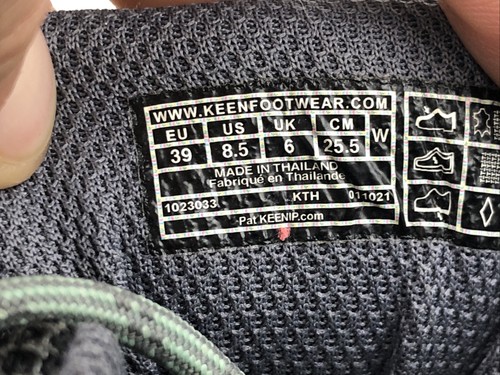 WWW.KEENFOOTWEAR.COM
EU US UK CM W
39 8.5 6 25.5
MADE IN THAILAND
Fabriqué en Thaïlande
1023033 KTH 011021
Pat KEENIP.com